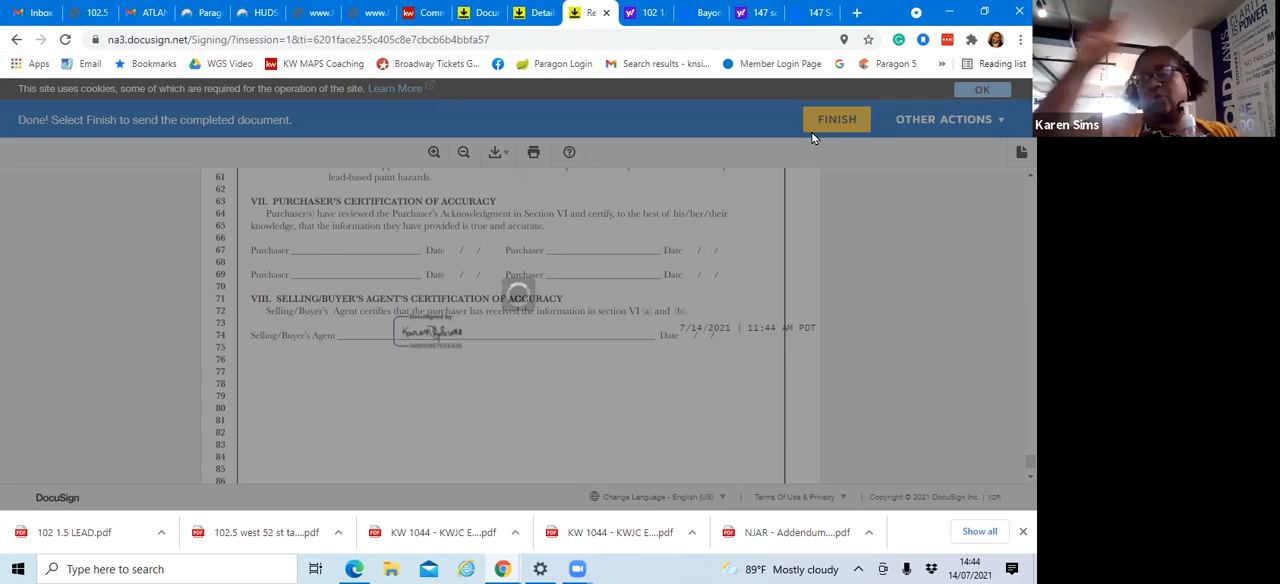 Inbox
102.5
ATLAN
Parag
HUDS
www.
www.
Comn
Docu
Detail
Re
102 1/
Bayon
147 se
147 Se
na3.docusign.net/Signing/?insession=1&ti=6201face255c405c8e7cbcb6b4bbfa57
Apps Email Bookmarks WGS Video KW MAPS Coaching Broadway Tickets G... Paragon Login Search results - knsi... Member Login Page Paragon 5 » Reading list
This site uses cookies, some of which are required for the operation of the site. Learn More OK
Done! Select Finish to send the completed document. FINISH OTHER ACTIONS
61 lead-based paint hazards.
62
63 VII. PURCHASER'S CERTIFICATION OF ACCURACY
64 Purchaser(s) have reviewed the Purchaser's Acknowledgment in Section VI and certify, to the best of his/her/their
65 knowledge, that the information they have provided is true and accurate.
66
67 Purchaser Date / / Purchaser Date / /
68
69 Purchaser Date / / Purchaser Date / /
70
71 VIII. SELLING/BUYER'S AGENT'S CERTIFICATION OF ACCURACY
72 Selling/Buyer's Agent certifies that the purchaser has received the information in section VI (a) and (b).
73 DocuSigned by: 7/14/2021 | 11:44 AM PDT
74 Selling/Buyer's Agent Date / /
75
76
77
78
79
80
81
82
83
84
85
86
DocuSign Change Language - English (US) | Terms Of Use & Privacy | Copyright © 2021 DocuSign Inc. | V2R
102 1.5 LEAD.pdf 102.5 west 52 st ta....pdf KW 1044 - KWJC E....pdf KW 1044 - KWJC E....pdf NJAR - Addendum....pdf Show all
Type here to search 89°F Mostly cloudy 14:44
14/07/2021
Karen Sims
CLARITY
IS POWER